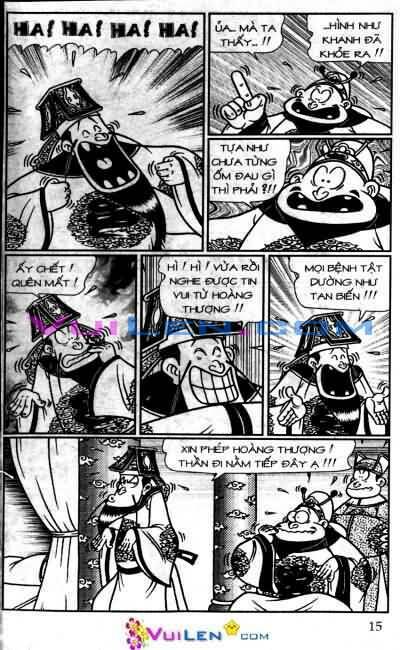 HA! HA! HA! HA!
ỦA... MÀ TA
THẤY...!!
...HÌNH NHƯ
KHANH ĐÃ
KHỎE RA!!
TỰA NHƯ
CHƯA TỪNG
ỐM ĐAU GÌ
THÌ PHẢI?!!
ẤY CHẾT!
QUÊN MẤT!
HÌ! HÌ! VỪA RỒI
NGHE ĐƯỢC TIN
VUI TỪ HOÀNG
THƯỢNG!!
MỌI BỆNH TẬT
DƯỜNG NHƯ
TAN BIẾN!!!
VUILEN.COM
XIN PHÉP HOÀNG THƯỢNG!
THẦN ĐI NẰM TIẾP ĐÂY Ạ!!!
15
VUILEN.COM